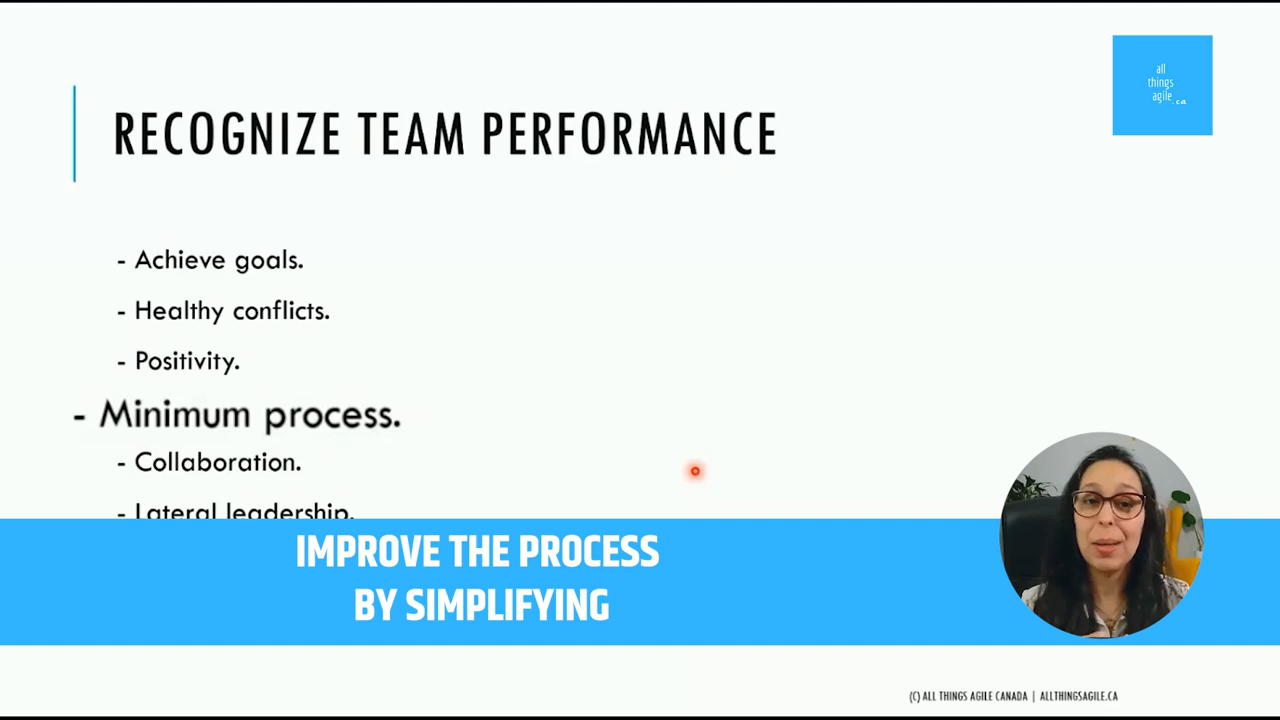 all
things
agile.ca
RECOGNIZE TEAM PERFORMANCE
- Achieve goals.
- Healthy conflicts.
- Positivity.
- Minimum process.
- Collaboration.
- Lateral leadership.
IMPROVE THE PROCESS
BY SIMPLIFYING
(C) ALL THINGS AGILE CANADA | ALLTHINGSAGILE.CA